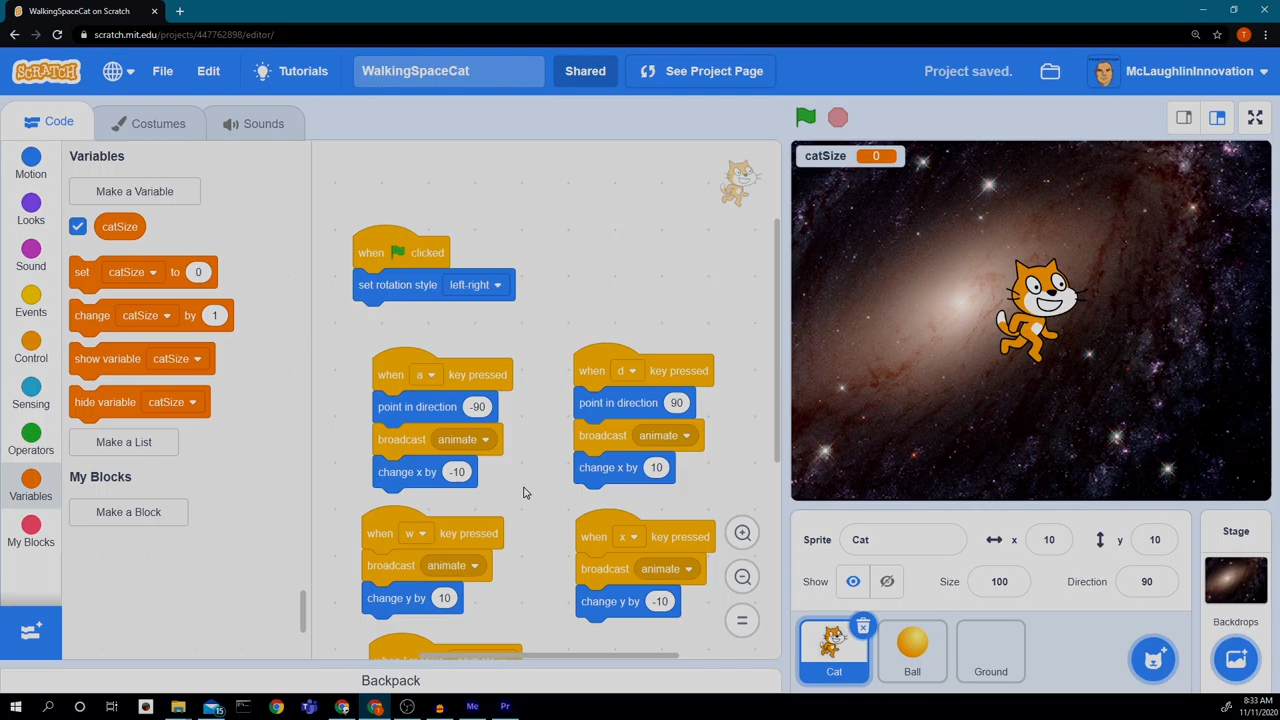 WalkingSpaceCat on Scratch
scratch.mit.edu/projects/447762898/editor/
T
SCRATCH
File
Edit
Tutorials
WalkingSpaceCat
Shared
See Project Page
Project saved.
McLaughlinInnovation
Code
Costumes
Sounds
Motion
Looks
Sound
Events
Control
Sensing
Operators
Variables
My Blocks
Variables
Make a Variable
catSize
set catSize to 0
change catSize by 1
show variable catSize
hide variable catSize
Make a List
My Blocks
Make a Block
when clicked
set rotation style left-right
when a key pressed
point in direction -90
broadcast animate
change x by -10
when d key pressed
point in direction 90
broadcast animate
change x by 10
when w key pressed
broadcast animate
change y by 10
when x key pressed
broadcast animate
change y by -10
Backpack
catSize 0
Sprite Cat x 10 y 10
Show Size 100 Direction 90
Cat
Ball
Ground
Stage
Backdrops
15
Me
Pr
8:33 AM
11/11/2020